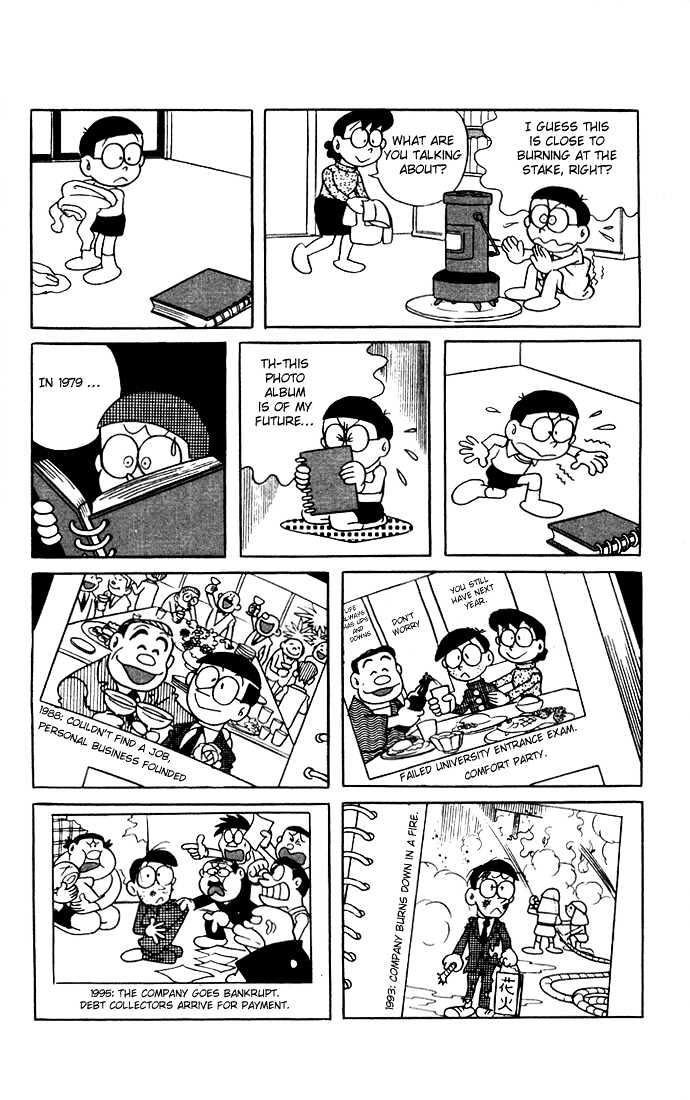 I GUESS THIS
IS CLOSE TO
BURNING AT THE
STAKE, RIGHT?
WHAT ARE
YOU TALKING
ABOUT?
TH-THIS
PHOTO
ALBUM
IS OF MY
FUTURE...
IN 1979 ...
YOU STILL
HAVE NEXT
YEAR.
DON'T
WORRY
LIFE
ALWAYS
HAS UPS
AND
DOWNS
FAILED UNIVERSITY ENTRANCE EXAM.
COMFORT PARTY.
1988: COULDN'T FIND A JOB,
PERSONAL BUSINESS FOUNDED
1993: COMPANY BURNS DOWN IN A FIRE.
花火
1995: THE COMPANY GOES BANKRUPT.
DEBT COLLECTORS ARRIVE FOR PAYMENT.